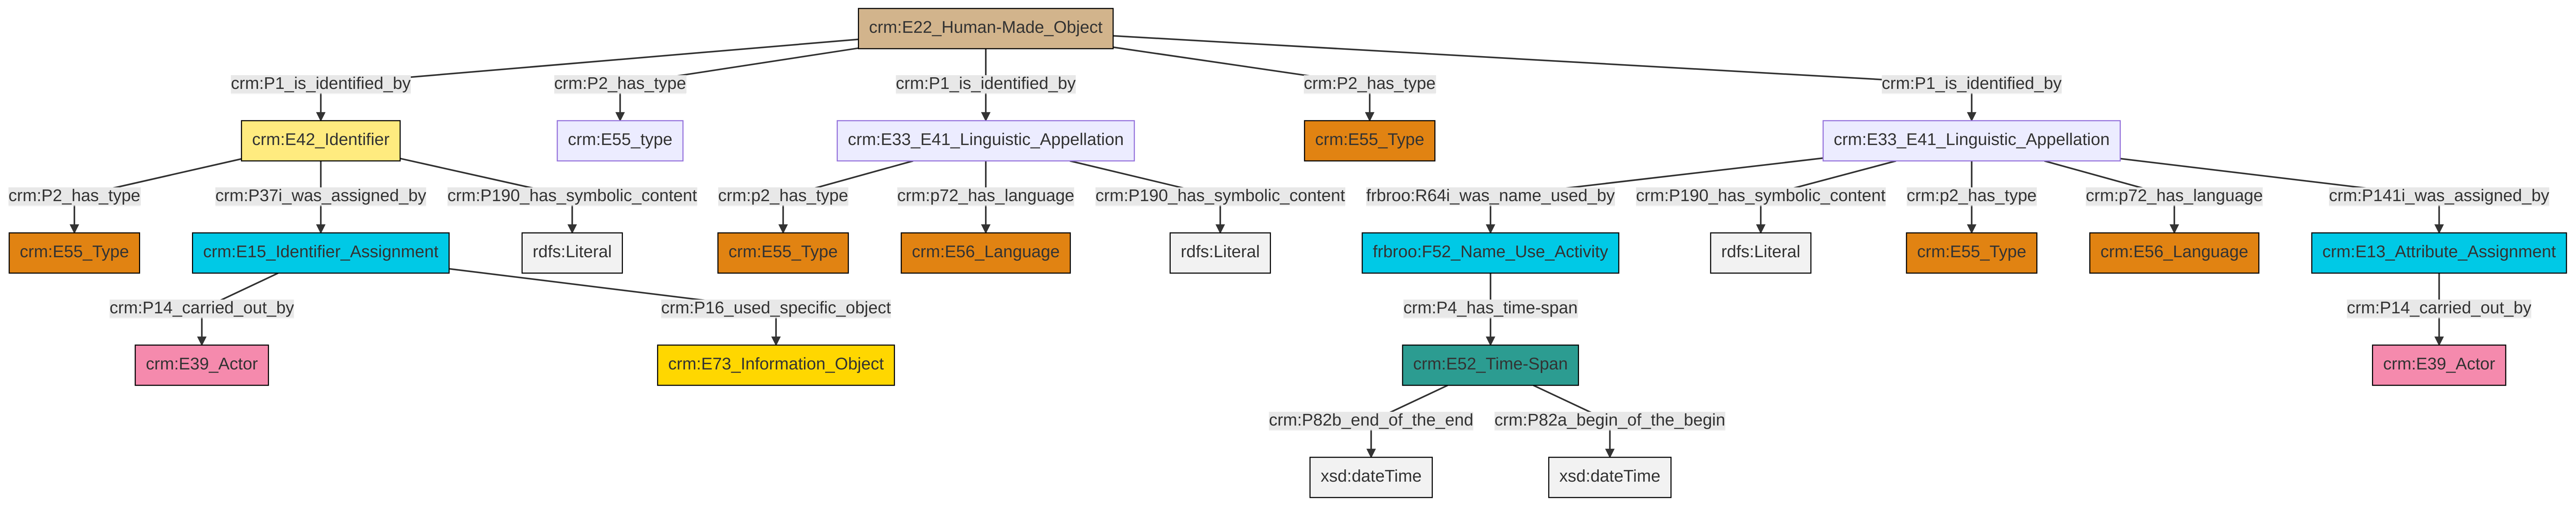 crm:E22_Human-Made_Object
crm:P1_is_identified_by
crm:P2_has_type
crm:P1_is_identified_by
crm:P2_has_type
crm:P1_is_identified_by
crm:E42_Identifier
crm:E55_type
crm:E33_E41_Linguistic_Appellation
crm:E55_Type
crm:E33_E41_Linguistic_Appellation
crm:P2_has_type
crm:P37i_was_assigned_by
crm:P190_has_symbolic_content
crm:p2_has_type
crm:p72_has_language
crm:P190_has_symbolic_content
frbroo:R64i_was_name_used_by
crm:P190_has_symbolic_content
crm:p2_has_type
crm:p72_has_language
crm:P141i_was_assigned_by
crm:E55_Type
crm:E15_Identifier_Assignment
rdfs:Literal
crm:E55_Type
crm:E56_Language
rdfs:Literal
frbroo:F52_Name_Use_Activity
rdfs:Literal
crm:E55_Type
crm:E56_Language
crm:E13_Attribute_Assignment
crm:P14_carried_out_by
crm:P16_used_specific_object
crm:P4_has_time-span
crm:P14_carried_out_by
crm:E39_Actor
crm:E73_Information_Object
crm:E52_Time-Span
crm:E39_Actor
crm:P82b_end_of_the_end
crm:P82a_begin_of_the_begin
xsd:dateTime
xsd:dateTime